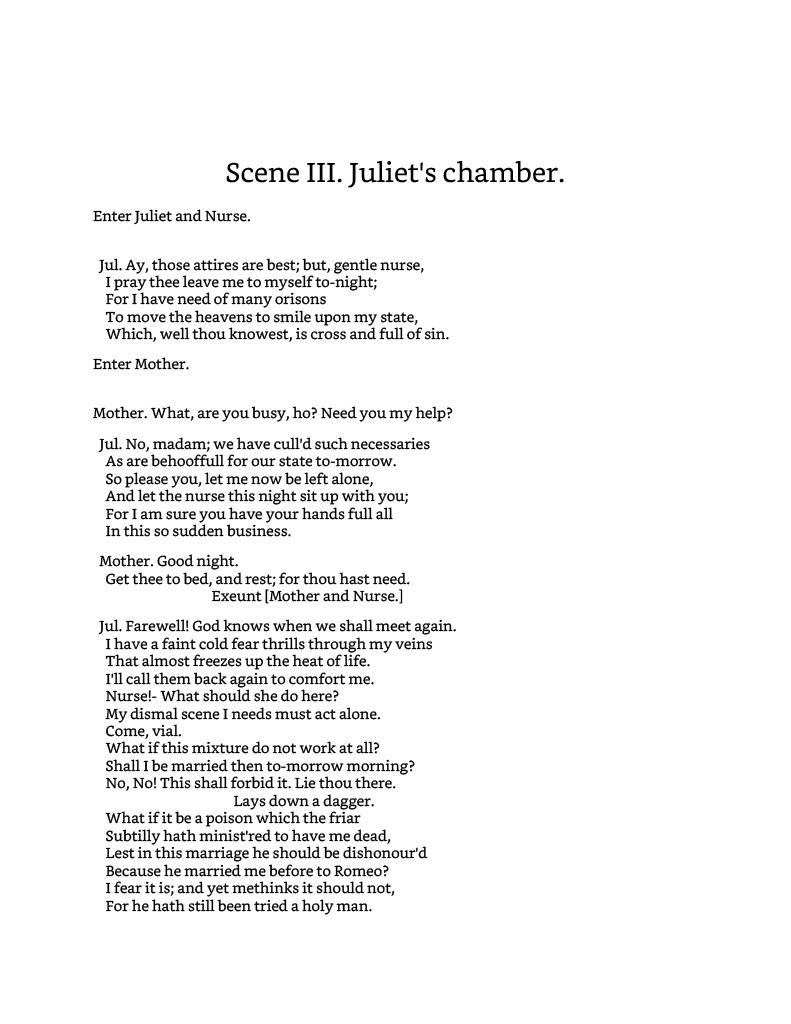 Scene III. Juliet's chamber.
Enter Juliet and Nurse.
Jul. Ay, those attires are best; but, gentle nurse,
I pray thee leave me to myself to-night;
For I have need of many orisons
To move the heavens to smile upon my state,
Which, well thou knowest, is cross and full of sin.
Enter Mother.
Mother. What, are you busy, ho? Need you my help?
Jul. No, madam; we have cull'd such necessaries
As are behooffull for our state to-morrow.
So please you, let me now be left alone,
And let the nurse this night sit up with you;
For I am sure you have your hands full all
In this so sudden business.
Mother. Good night.
Get thee to bed, and rest; for thou hast need.
Exeunt [Mother and Nurse.]
Jul. Farewell! God knows when we shall meet again.
I have a faint cold fear thrills through my veins
That almost freezes up the heat of life.
I'll call them back again to comfort me.
Nurse!- What should she do here?
My dismal scene I needs must act alone.
Come, vial.
What if this mixture do not work at all?
Shall I be married then to-morrow morning?
No, No! This shall forbid it. Lie thou there.
Lays down a dagger.
What if it be a poison which the friar
Subtilly hath minist'red to have me dead,
Lest in this marriage he should be dishonour'd
Because he married me before to Romeo?
I fear it is; and yet methinks it should not,
For he hath still been tried a holy man.